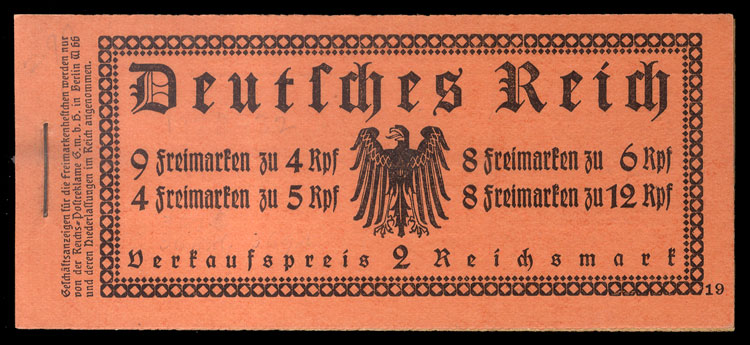 Deutsches Reich
9 Freimarken zu 4 Rpf
8 Freimarken zu 6 Rpf
4 Freimarken zu 5 Rpf
8 Freimarken zu 12 Rpf
Verkaufspreis 2 Reichsmark
19
Geschäftsanzeigen für die Freimarkenheftchen werden nur
von der Reichs-Postreklame G.m.b.H. in Berlin W 66
und deren Niederlassungen im Reich angenommen.